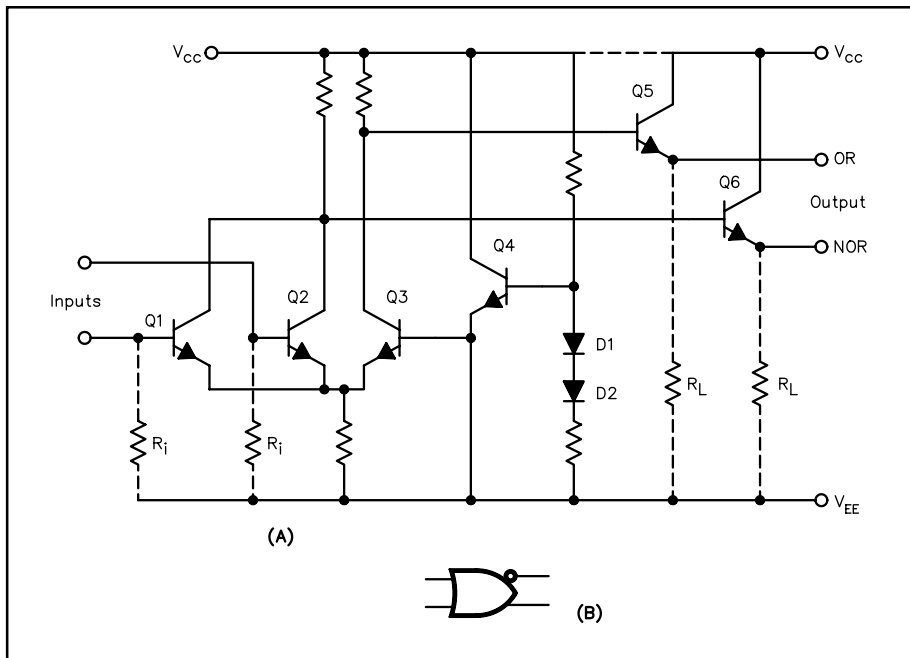 VCC
VCC
Q5
OR
Q6
Output
Q4
NOR
Inputs
Q1
Q2
Q3
D1
D2
RL
RL
Ri
Ri
VEE
(A)
(B)